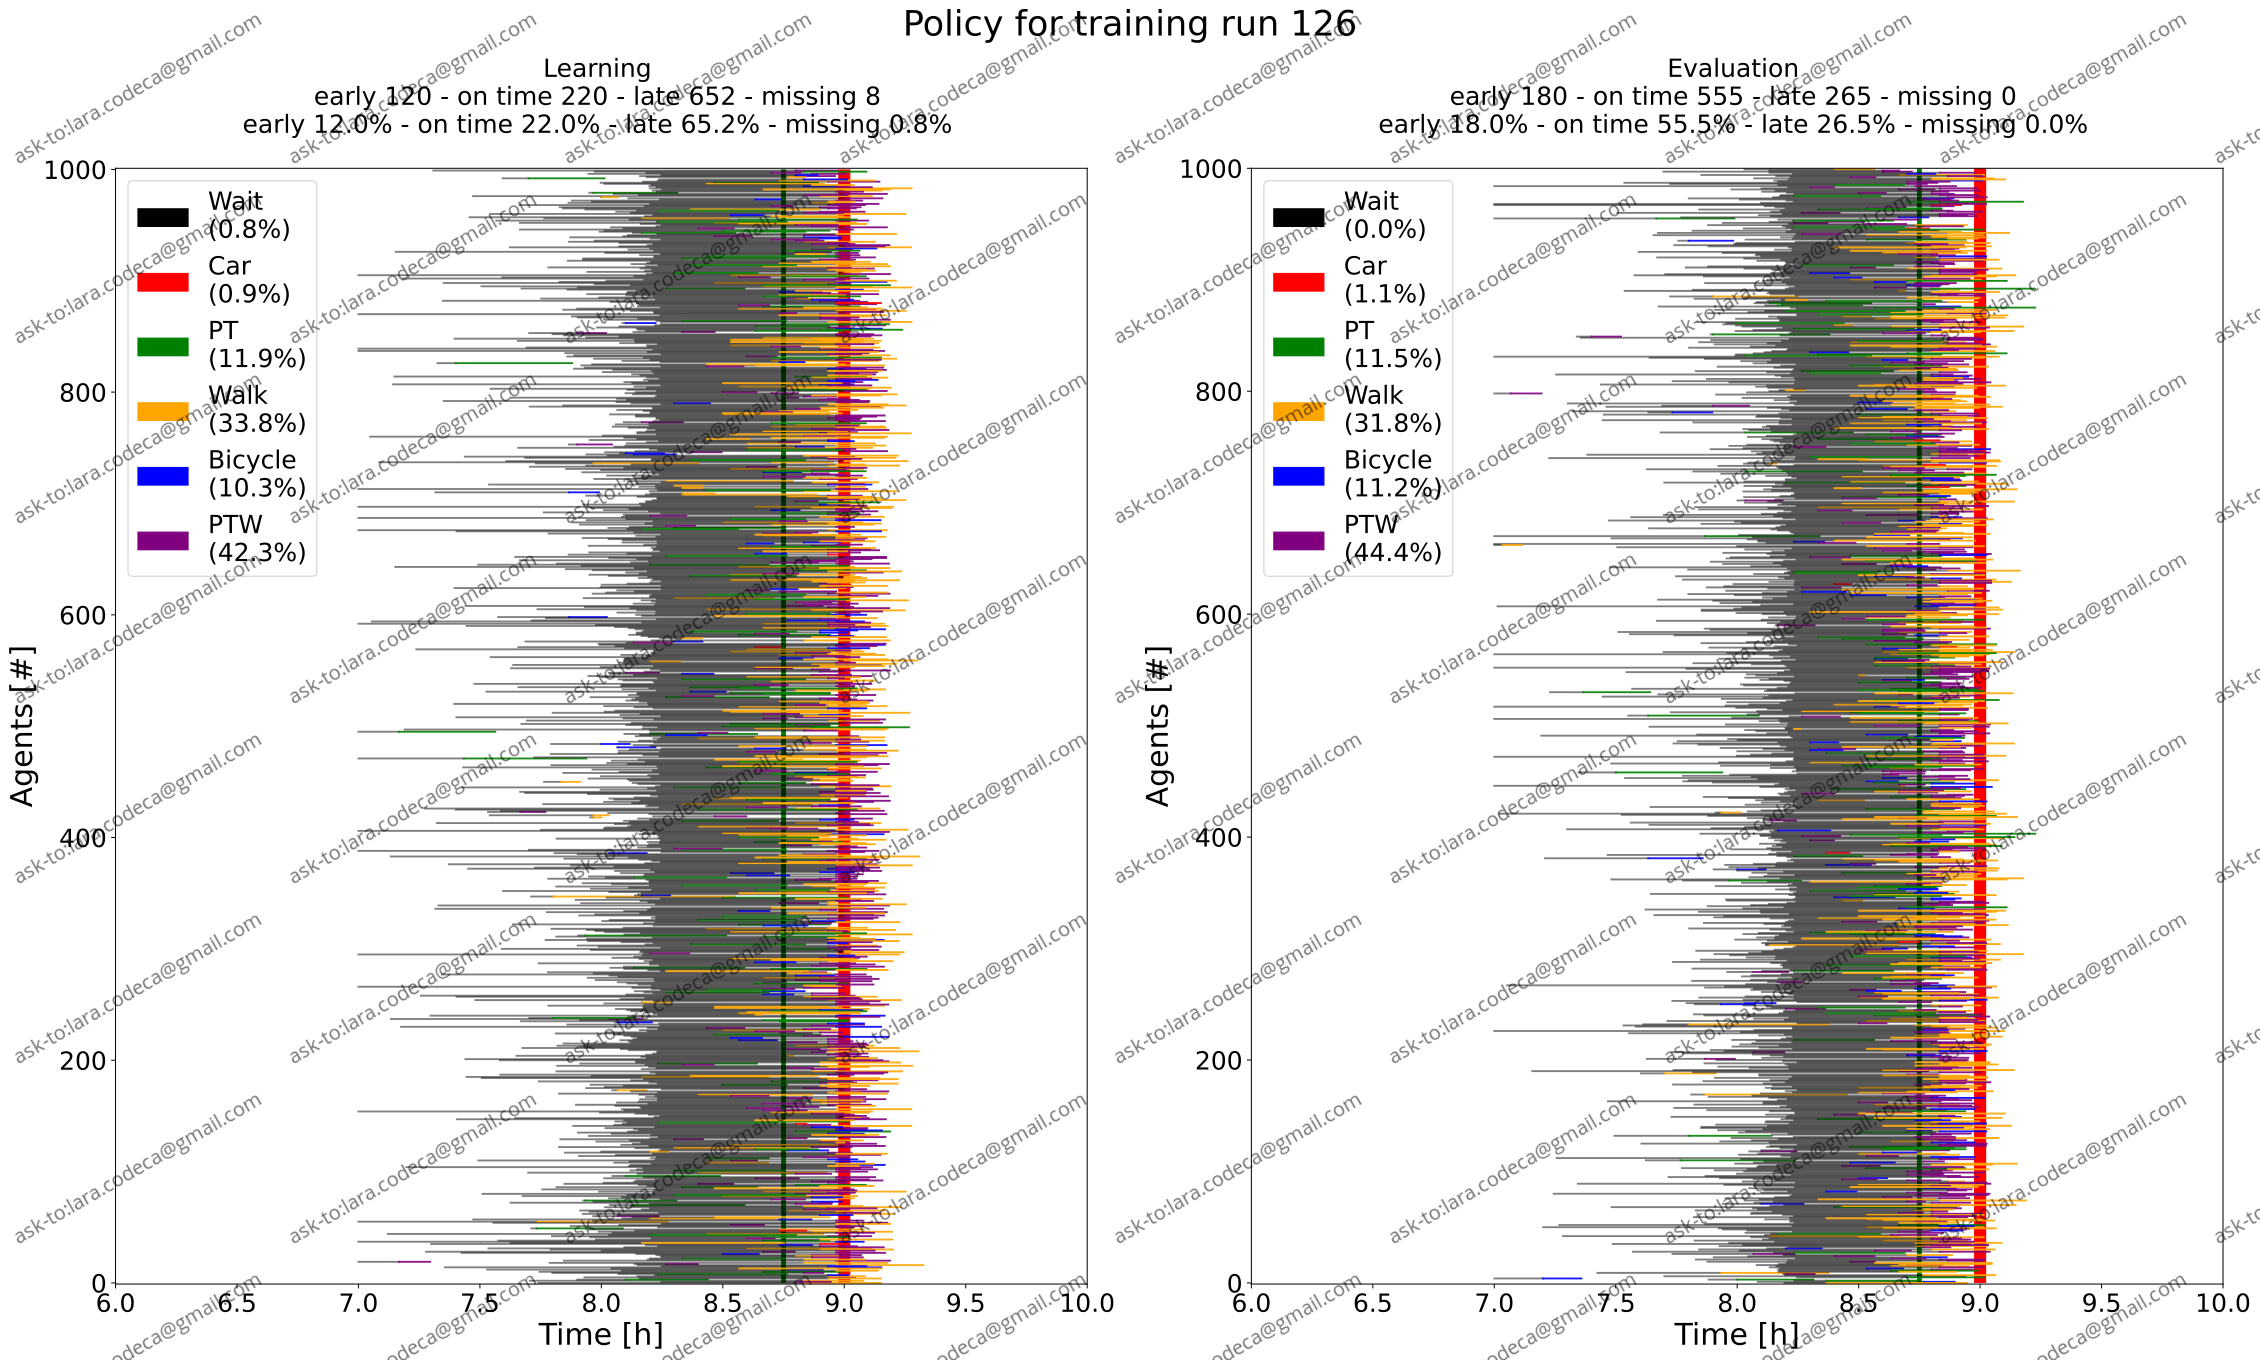 Policy for training run 126
Learning
early 120 - on time 220 - late 652 - missing 8
early 12.0% - on time 22.0% - late 65.2% - missing 0.8%
Agents [#]
1000
800
600
400
200
0
Wait
(0.8%)
Car
(0.9%)
PT
(11.9%)
Walk
(33.8%)
Bicycle
(10.3%)
PTW
(42.3%)
6.0 6.5 7.0 7.5 8.0 8.5 9.0 9.5 10.0
Time [h]
Evaluation
early 180 - on time 555 - late 265 - missing 0
early 18.0% - on time 55.5% - late 26.5% - missing 0.0%
Agents [#]
1000
800
600
400
200
0
Wait
(0.0%)
Car
(1.1%)
PT
(11.5%)
Walk
(31.8%)
Bicycle
(11.2%)
PTW
(44.4%)
6.0 6.5 7.0 7.5 8.0 8.5 9.0 9.5 10.0
Time [h]
ask-to:lara.codeca@gmail.com